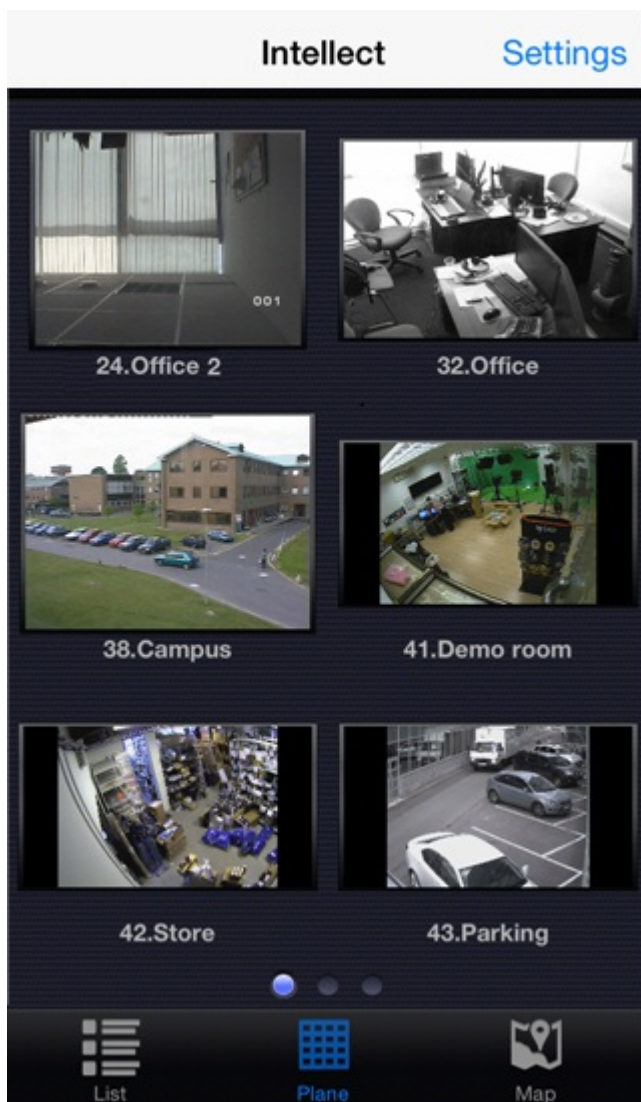 Intellect Settings
001
24.Office 2 32.Office
38.Campus 41.Demo room
42.Store 43.Parking
List Plane Map